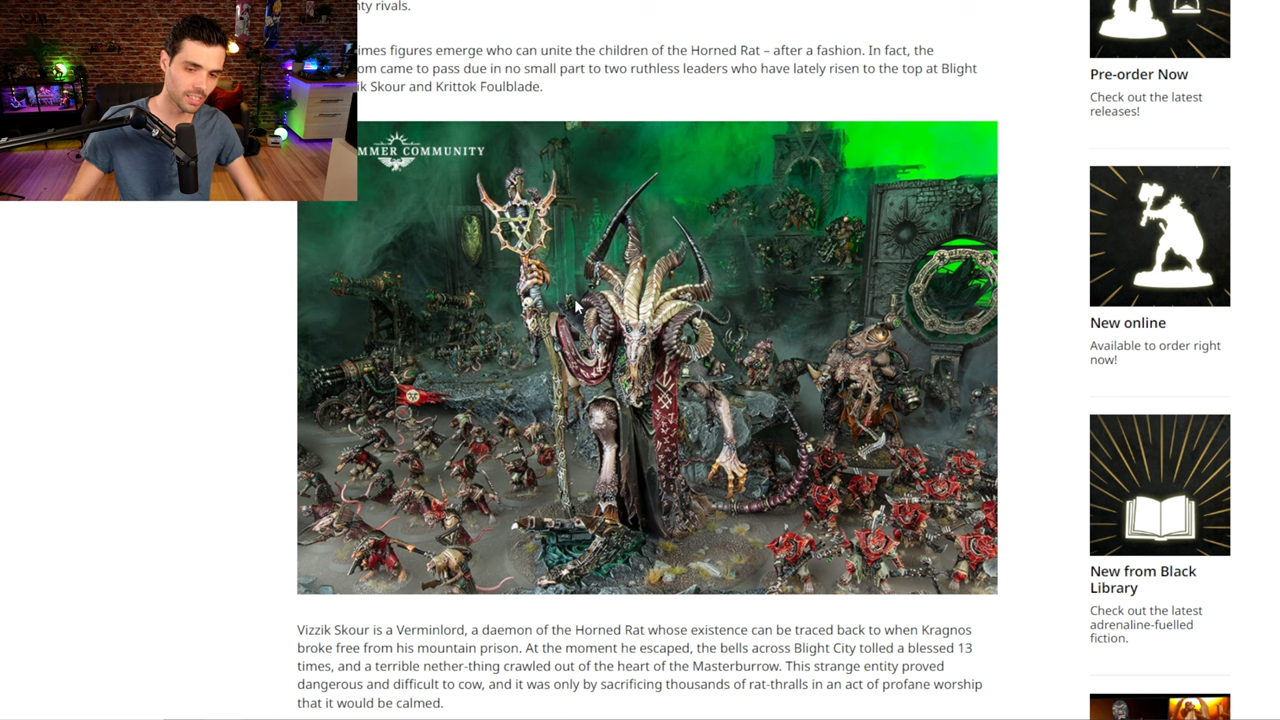 nty rivals.
imes figures emerge who can unite the children of the Horned Rat – after a fashion. In fact, the
om came to pass due in no small part to two ruthless leaders who have lately risen to the top at Blight
ik Skour and Krittok Foulblade.
MMER COMMUNITY
Vizzik Skour is a Verminlord, a daemon of the Horned Rat whose existence can be traced back to when Kragnos
broke free from his mountain prison. At the moment he escaped, the bells across Blight City tolled a blessed 13
times, and a terrible nether-thing crawled out of the heart of the Masterburrow. This strange entity proved
dangerous and difficult to cow, and it was only by sacrificing thousands of rat-thralls in an act of profane worship
that it would be calmed.
Pre-order Now
Check out the latest
releases!
New online
Available to order right
now!
New from Black
Library
Check out the latest
adrenaline-fuelled
fiction.